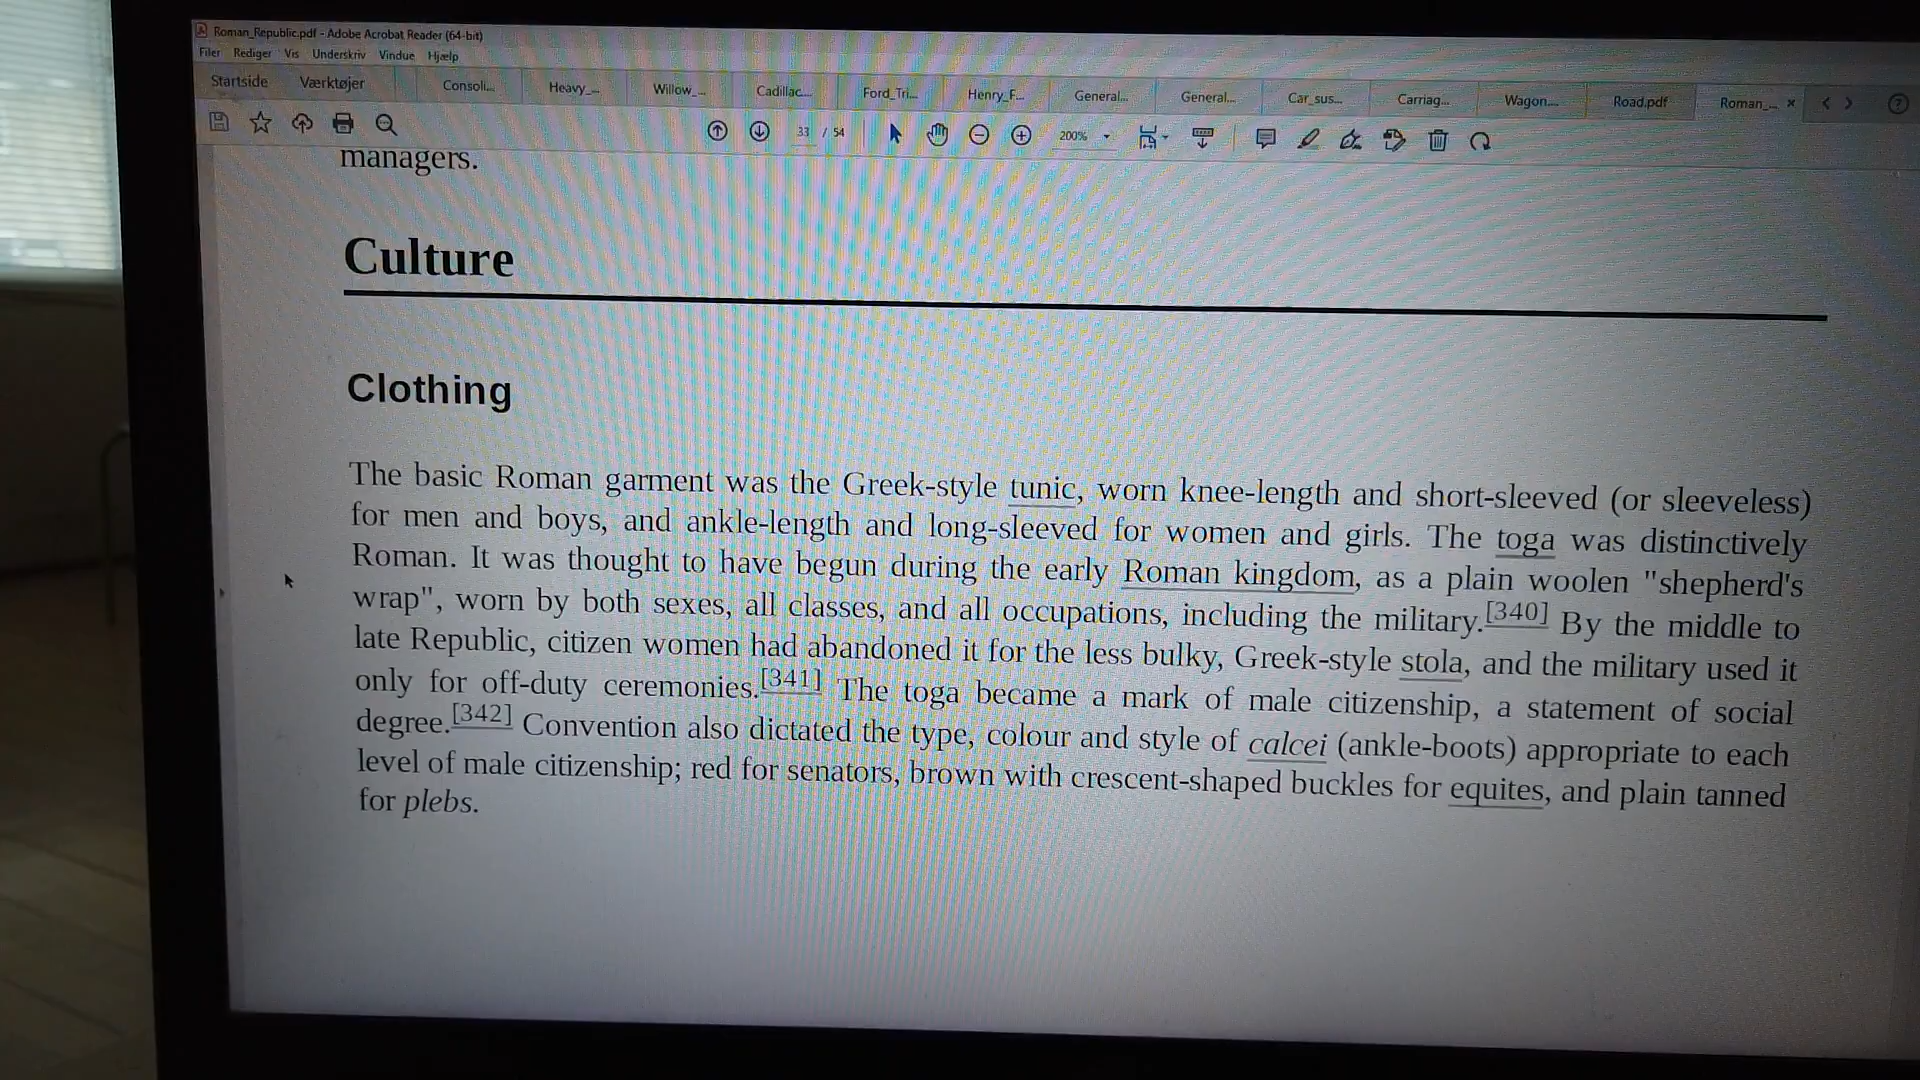 Roman_Republic.pdf - Adobe Acrobat Reader (64-bit)
Filer Rediger Vis Underskriv Vindue Hjælp
Startside Værktøjer Consoli... Heavy_... Willow_... Cadillac... Ford_Tri... Henry_F... General... General... Car_sus... Carriag... Wagon.... Road.pdf Roman_... ×
33 / 54 200%
managers.
Culture
Clothing
The basic Roman garment was the Greek-style tunic, worn knee-length and short-sleeved (or sleeveless)
for men and boys, and ankle-length and long-sleeved for women and girls. The toga was distinctively
Roman. It was thought to have begun during the early Roman kingdom, as a plain woolen "shepherd's
wrap", worn by both sexes, all classes, and all occupations, including the military.[340] By the middle to
late Republic, citizen women had abandoned it for the less bulky, Greek-style stola, and the military used it
only for off-duty ceremonies.[341] The toga became a mark of male citizenship, a statement of social
degree.[342] Convention also dictated the type, colour and style of calcei (ankle-boots) appropriate to each
level of male citizenship; red for senators, brown with crescent-shaped buckles for equites, and plain tanned
for plebs.